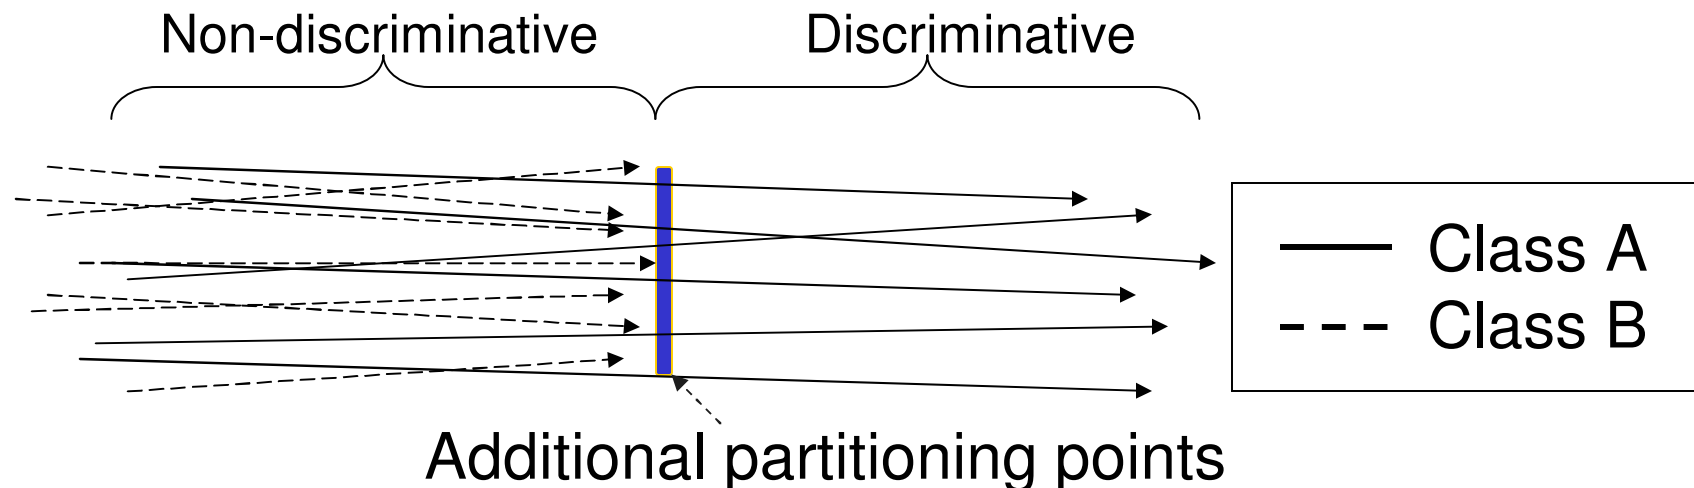 Non-discriminative
Discriminative
Class A
Class B
Additional partitioning points